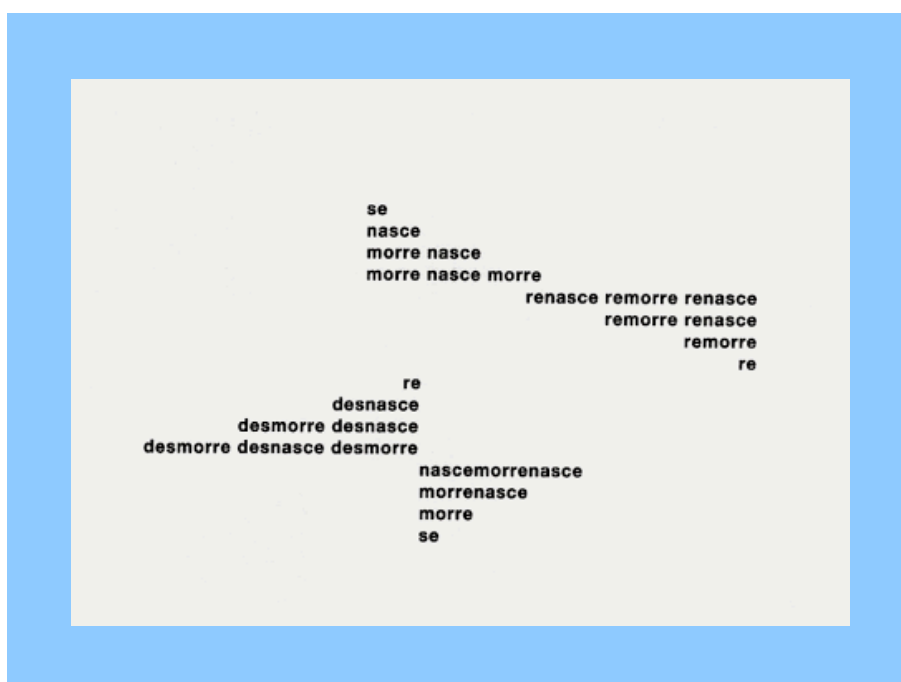 se
nasce
morre nasce
morre nasce morre
renasce remorre renasce
remorre renasce
remorre
re
re
desnasce
desmorre desnasce
desmorre desnasce desmorre
nascemorrenasce
morrenasce
morre
se